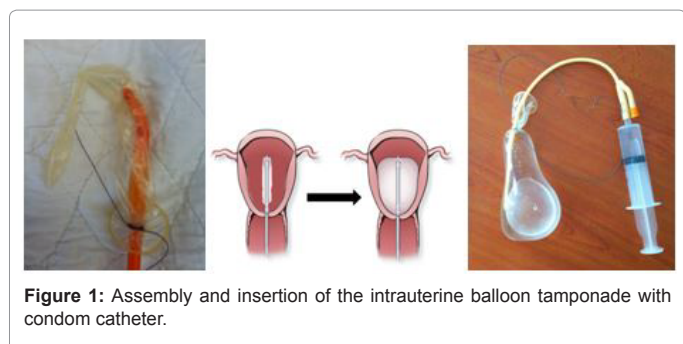 Figure 1: Assembly and insertion of the intrauterine balloon tamponade with
condom catheter.